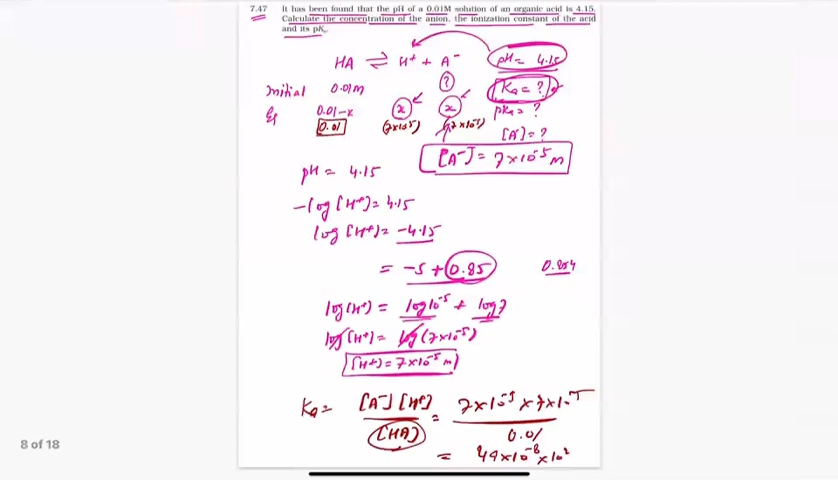 7.47 It has been found that the pH of a 0.01M solution of an organic acid is 4.15.
Calculate the concentration of the anion, the ionization constant of the acid
and its pKa.
HA ⇌ H⁺ + A⁻
pH = 4.15
?
Initial 0.01M
Ka = ?
Eq 0.01-x x x
pKa = ?
0.01 (7×10⁻⁵) (7×10⁻⁵)
[A⁻] = ?
[A⁻] = 7×10⁻⁵ m
pH = 4.15
-log [H⁺] = 4.15
log [H⁺] = -4.15
= -5 + 0.85 0.854
log(H⁺) = log10⁻⁵ + log7
log[H⁺] = log(7×10⁻⁵)
[H⁺] = 7×10⁻⁵ m
Ka = [A⁻] [H⁺] / [HA] = 7×10⁻⁵ × 7×10⁻⁵ / 0.01
8 of 18
= 49×10⁻⁸ ×10²